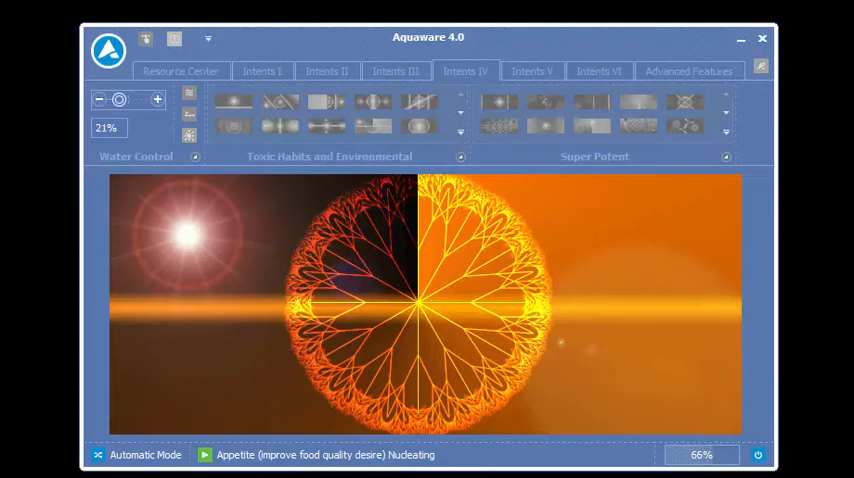 Aquaware 4.0
Resource Center Intents I Intents II Intents III Intents IV Intents V Intents VI Advanced Features
21%
Water Control Toxic Habits and Environmental Super Potent
Automatic Mode Appetite (improve food quality desire) Nucleating 66%